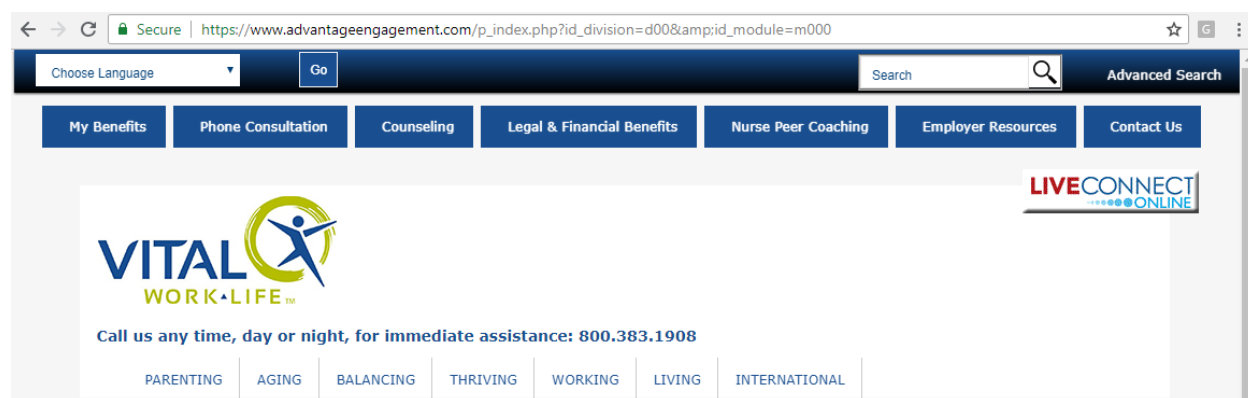 Secure | https://www.advantageengagement.com/p_index.php?id_division=d00&amp;id_module=m000 G
Choose Language Go Search Advanced Search
My Benefits Phone Consultation Counseling Legal & Financial Benefits Nurse Peer Coaching Employer Resources Contact Us
LIVECONNECT
ONLINE
VITAL
WORK LIFE TM
Call us any time, day or night, for immediate assistance: 800.383.1908
PARENTING AGING BALANCING THRIVING WORKING LIVING INTERNATIONAL